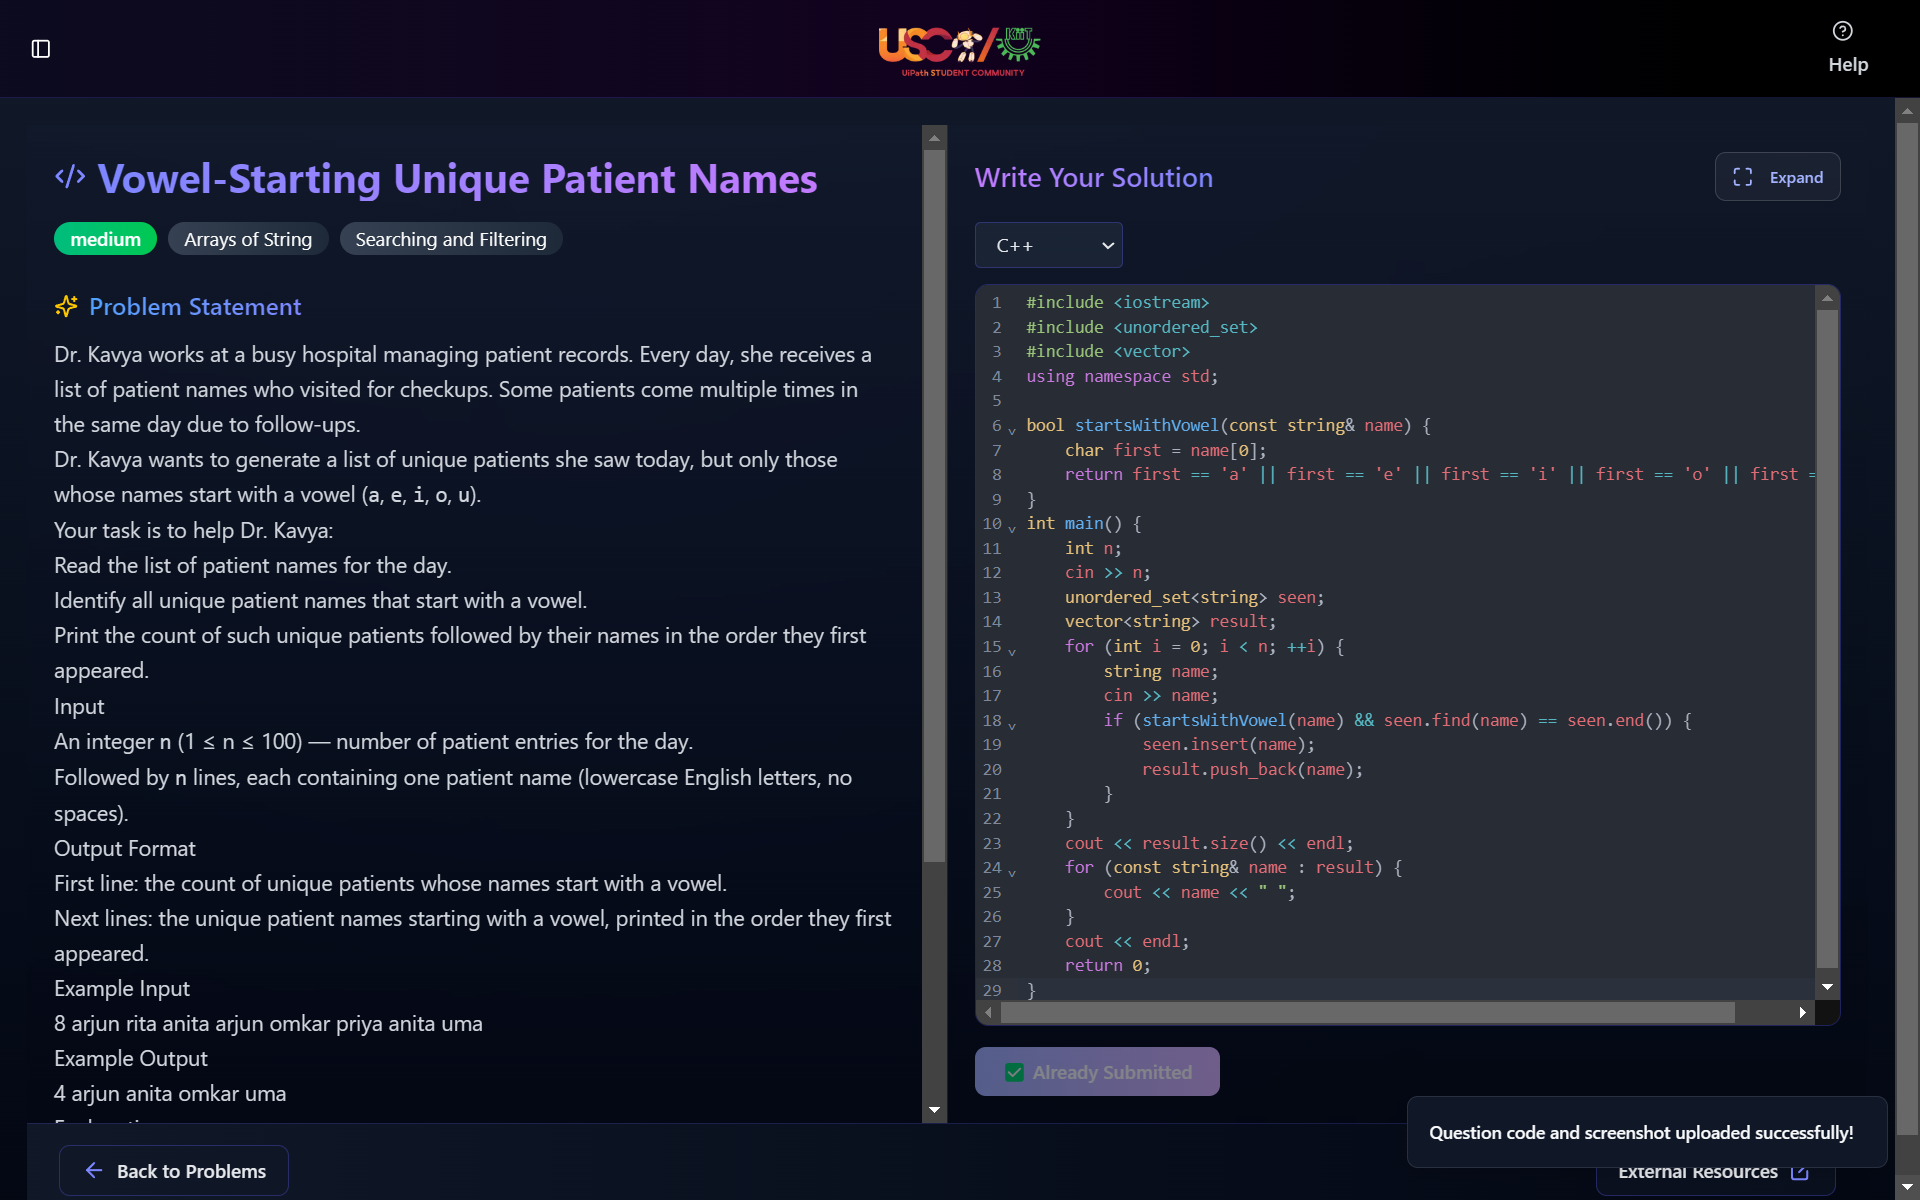 USC/KIIT
UiPath STUDENT COMMUNITY
Help
</> Vowel-Starting Unique Patient Names
medium
Arrays of String
Searching and Filtering
Problem Statement
Dr. Kavya works at a busy hospital managing patient records. Every day, she receives a
list of patient names who visited for checkups. Some patients come multiple times in
the same day due to follow-ups.
Dr. Kavya wants to generate a list of unique patients she saw today, but only those
whose names start with a vowel (a, e, i, o, u).
Your task is to help Dr. Kavya:
Read the list of patient names for the day.
Identify all unique patient names that start with a vowel.
Print the count of such unique patients followed by their names in the order they first
appeared.
Input
An integer n (1 ≤ n ≤ 100) — number of patient entries for the day.
Followed by n lines, each containing one patient name (lowercase English letters, no
spaces).
Output Format
First line: the count of unique patients whose names start with a vowel.
Next lines: the unique patient names starting with a vowel, printed in the order they first
appeared.
Example Input
8 arjun rita anita arjun omkar priya anita uma
Example Output
4 arjun anita omkar uma
Back to Problems
Write Your Solution
Expand
C++
1 #include <iostream>
2 #include <unordered_set>
3 #include <vector>
4 using namespace std;
5
6 bool startsWithVowel(const string& name) {
7     char first = name[0];
8     return first == 'a' || first == 'e' || first == 'i' || first == 'o' || first =
9 }
10 int main() {
11     int n;
12     cin >> n;
13     unordered_set<string> seen;
14     vector<string> result;
15     for (int i = 0; i < n; ++i) {
16         string name;
17         cin >> name;
18         if (startsWithVowel(name) && seen.find(name) == seen.end()) {
19             seen.insert(name);
20             result.push_back(name);
21         }
22     }
23     cout << result.size() << endl;
24     for (const string& name : result) {
25         cout << name << " ";
26     }
27     cout << endl;
28     return 0;
29 }
Already Submitted
Question code and screenshot uploaded successfully!
External Resources